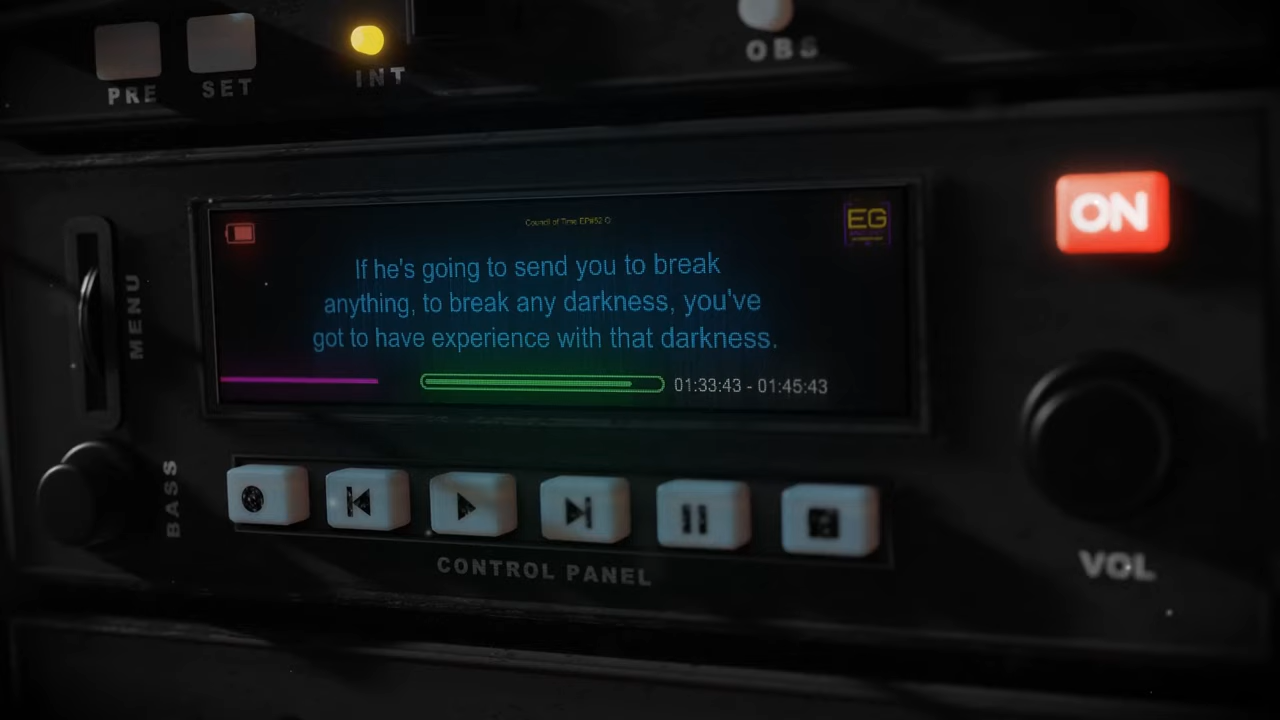 PRE
SET
INT
OBS
Council of Time EP#52
EG
ON
If he's going to send you to break
anything, to break any darkness, you've
got to have experience with that darkness.
01:33:43 - 01:45:43
MENU
BASS
CONTROL PANEL
VOL